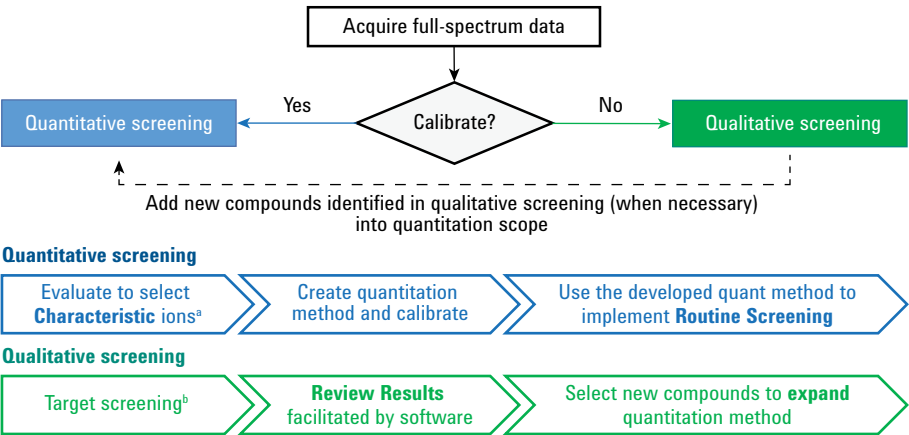 Acquire full-spectrum data
Quantitative screening
Yes
Calibrate?
No
Qualitative screening
Add new compounds identified in qualitative screening (when necessary)
into quantitation scope
Quantitative screening
Evaluate to select
Characteristic ionsᵃ
Create quantitation
method and calibrate
Use the developed quant method to
implement Routine Screening
Qualitative screening
Target screeningᵇ
Review Results
facilitated by software
Select new compounds to expand
quantitation method